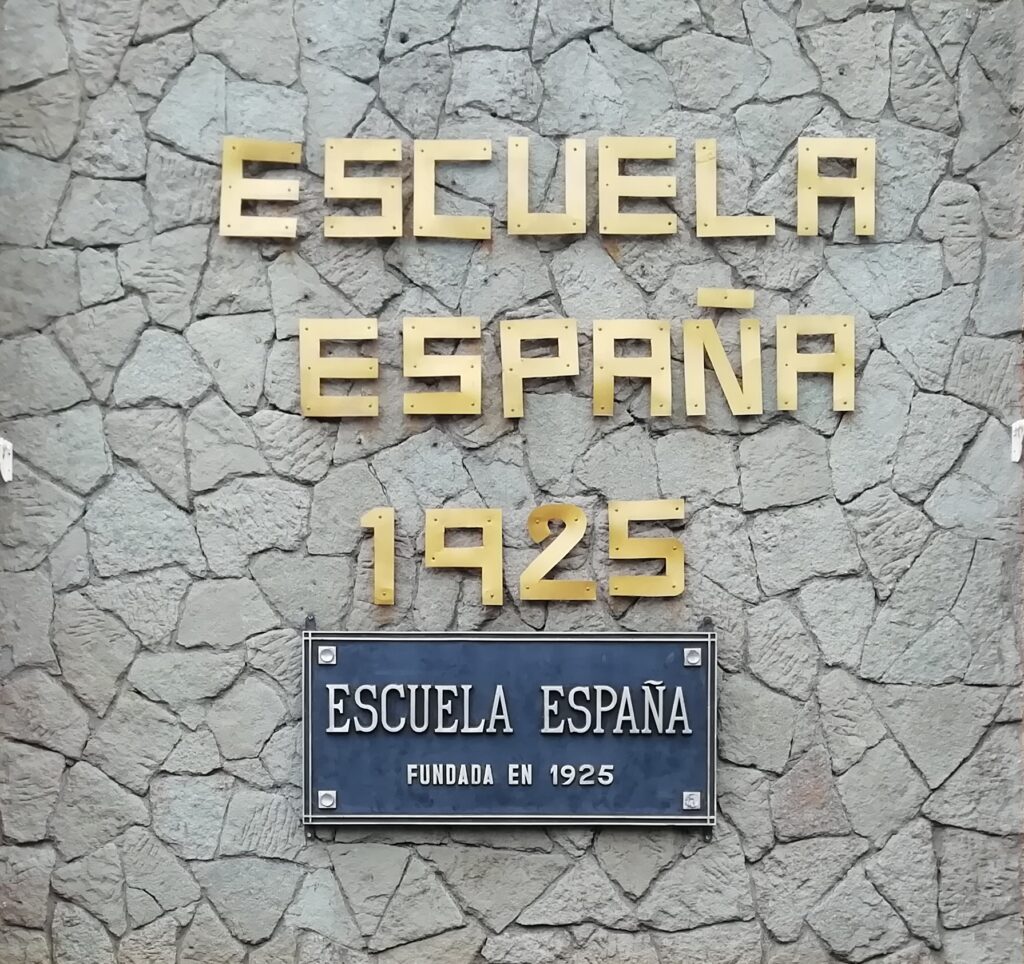 ESCUELA
ESPAÑA
1925
ESCUELA ESPAÑA
FUNDADA EN 1925